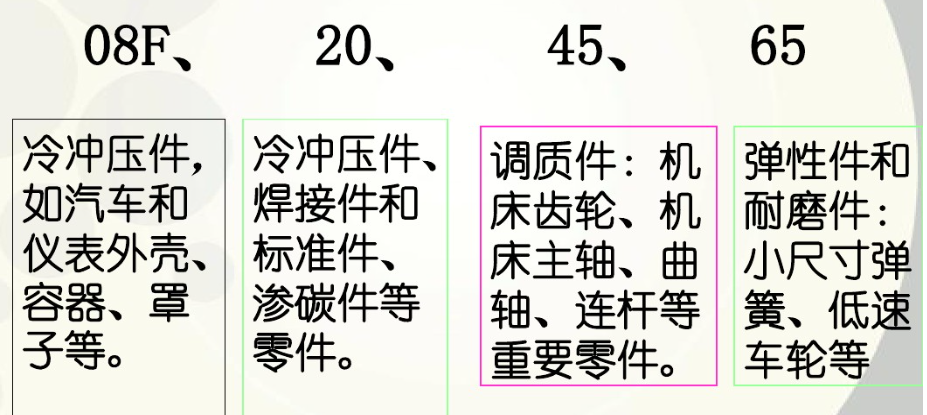 08F、 20、 45、 65
冷冲压件，
如汽车和
仪表外壳、
容器、罩
子等。
冷冲压件、
焊接件和
标准件、
渗碳件等
零件。
调质件：机
床齿轮、机
床主轴、曲
轴、连杆等
重要零件。
弹性件和
耐磨件：
小尺寸弹
簧、低速
车轮等